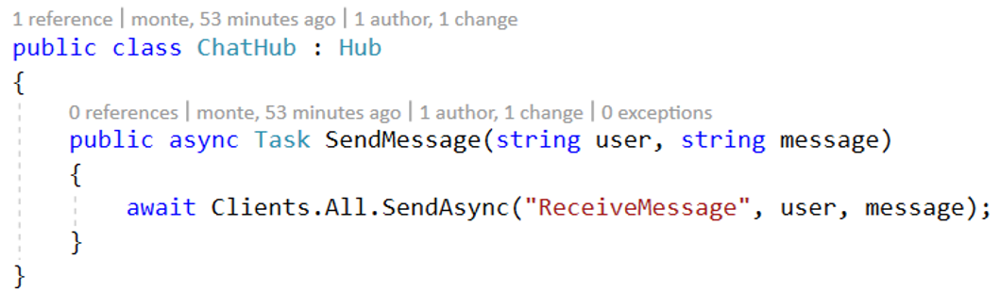 1 reference | monte, 53 minutes ago | 1 author, 1 change
public class ChatHub : Hub
{
0 references | monte, 53 minutes ago | 1 author, 1 change | 0 exceptions
public async Task SendMessage(string user, string message)
{
await Clients.All.SendAsync("ReceiveMessage", user, message);
}
}